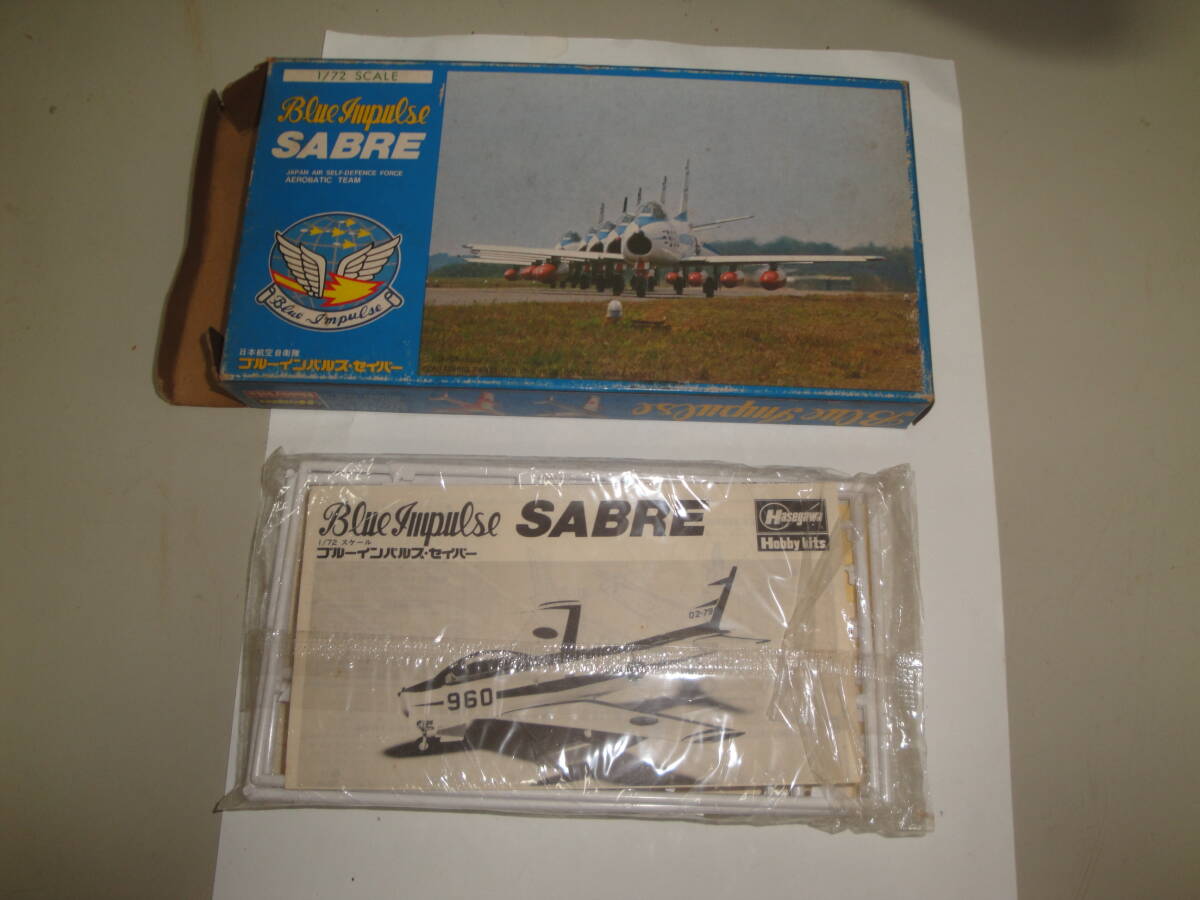 1/72 SCALE
Blue Impulse
SABRE
JAPAN AIR SELF-DEFENCE FORCE
AEROBATIC TEAM
Blue Impulse
日本航空自衛隊
ブルーインパルス・セイバー
Blue Impulse
Blue Impulse SABRE
1/72 スケール
ブルーインパルス・セイバー
Hasegawa
Hobby kits
02-79
960